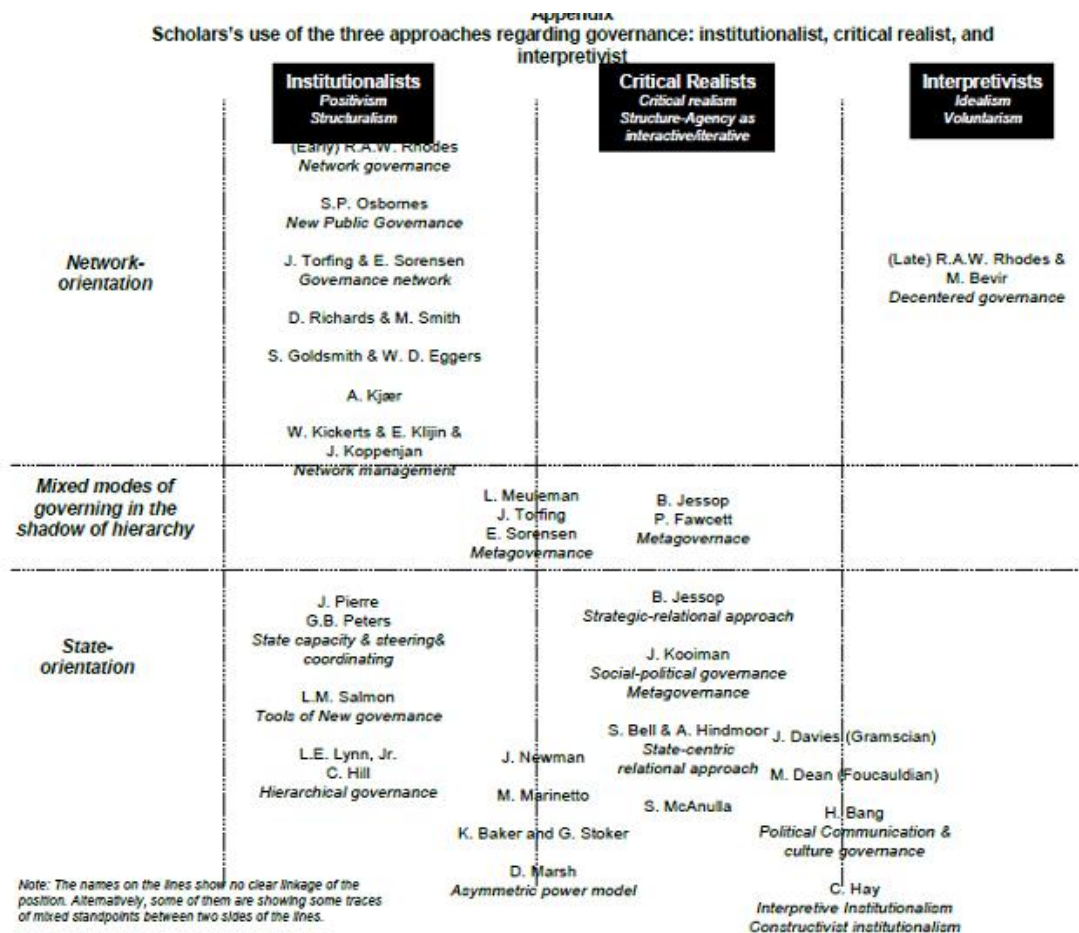 Appendix
Scholars's use of the three approaches regarding governance: institutionalist, critical realist, and
interpretivist
Institutionalists
Positivism
Structuralism
Critical Realists
Critical realism
Structure-Agency as
interactive/iterative
Interpretivists
Idealism
Voluntarism
Network-
orientation
(Early) R.A.W. Rhodes
Network governance
S.P. Osbornes
New Public Governance
J. Torfing & E. Sorensen
Governance network
D. Richards & M. Smith
S. Goldsmith & W. D. Eggers
A. Kjær
W. Kickerts & E. Klijin &
J. Koppenjan
Network management
(Late) R.A.W. Rhodes &
M. Bevir
Decentered governance
Mixed modes of
governing in the
shadow of hierarchy
L. Meuleman
J. Torfing
E. Sorensen
Metagovernance
B. Jessop
P. Fawcett
Metagovernace
State-
orientation
J. Pierre
G.B. Peters
State capacity & steering&
coordinating
L.M. Salmon
Tools of New governance
L.E. Lynn, Jr.
C. Hill
Hierarchical governance
J. Newman
M. Marinetto
K. Baker and G. Stoker
D. Marsh
Asymmetric power model
B. Jessop
Strategic-relational approach
J. Kooiman
Social-political governance
Metagovernance
S. Bell & A. Hindmoor
State-centric
relational approach
S. McAnulla
J. Davies (Gramscian)
M. Dean (Foucauldian)
H. Bang
Political Communication &
culture governance
C. Hay
Interpretive Institutionalism
Constructivist institutionalism
Note: The names on the lines show no clear linkage of the
position. Alternatively, some of them are showing some traces
of mixed standpoints between two sides of the lines.